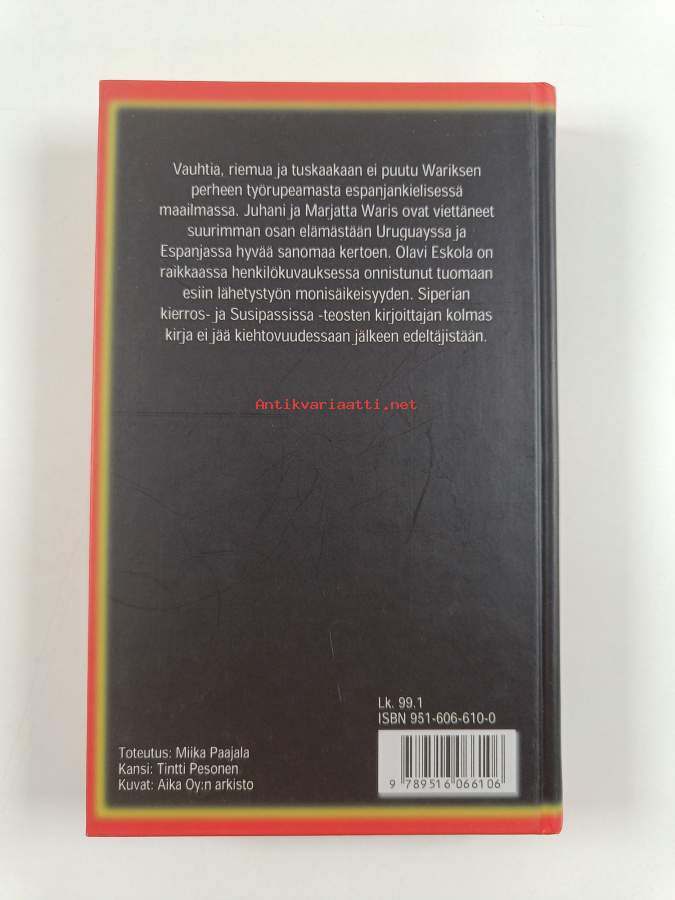 Vauhtia, riemua ja tuskaakaan ei puutu Wariksen
perheen työrupeamasta espanjankielisessä
maailmassa. Juhani ja Marjatta Waris ovat viettäneet
suurimman osan elämästään Uruguayssa ja
Espanjassa hyvää sanomaa kertoen. Olavi Eskola on
raikkaassa henkilökuvauksessa onnistunut tuomaan
esiin lähetystyön monisäikeisyyden. Siperian
kierros- ja Susipassissa -teosten kirjoittajan kolmas
kirja ei jää kiehtovuudessaan jälkeen edeltäjistään.
Antikvariaatti.net
Lk. 99.1
ISBN 951-606-610-0
Toteutus: Miika Paajala
Kansi: Tintti Pesonen
Kuvat: Aika Oy:n arkisto
9 789516 066106